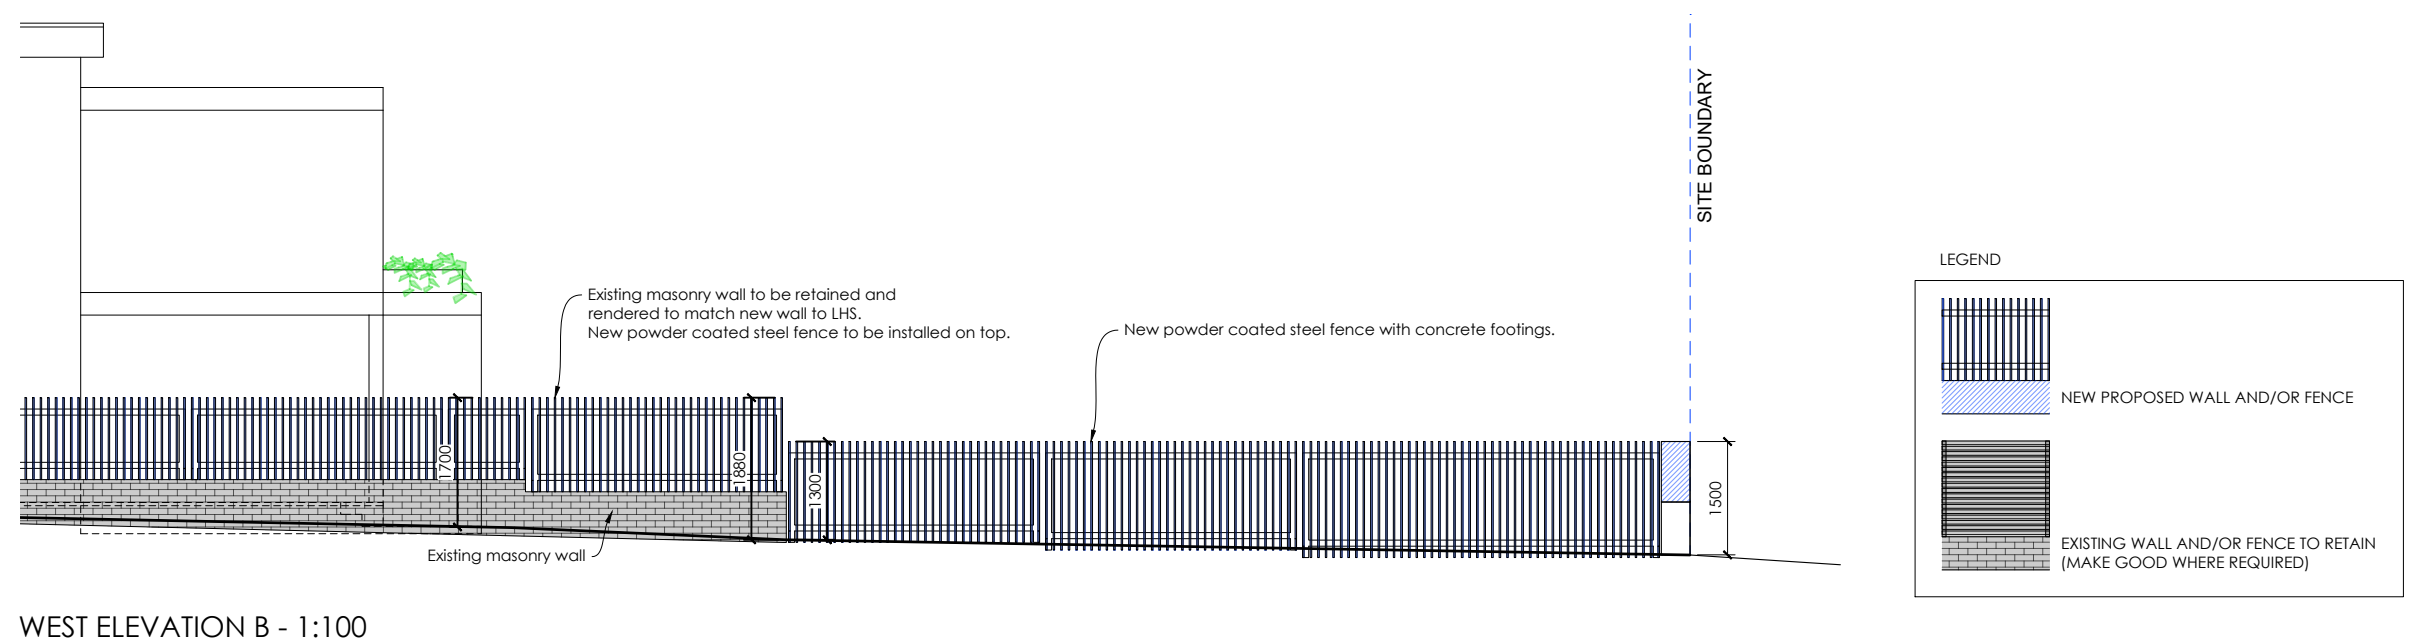 SITE BOUNDARY
LEGEND
Existing masonry wall to be retained and
rendered to match new wall to LHS.
New powder coated steel fence to be installed on top.
New powder coated steel fence with concrete footings.
NEW PROPOSED WALL AND/OR FENCE
1700
1880
1300
1500
Existing masonry wall
EXISTING WALL AND/OR FENCE TO RETAIN
(MAKE GOOD WHERE REQUIRED)
WEST ELEVATION B - 1:100